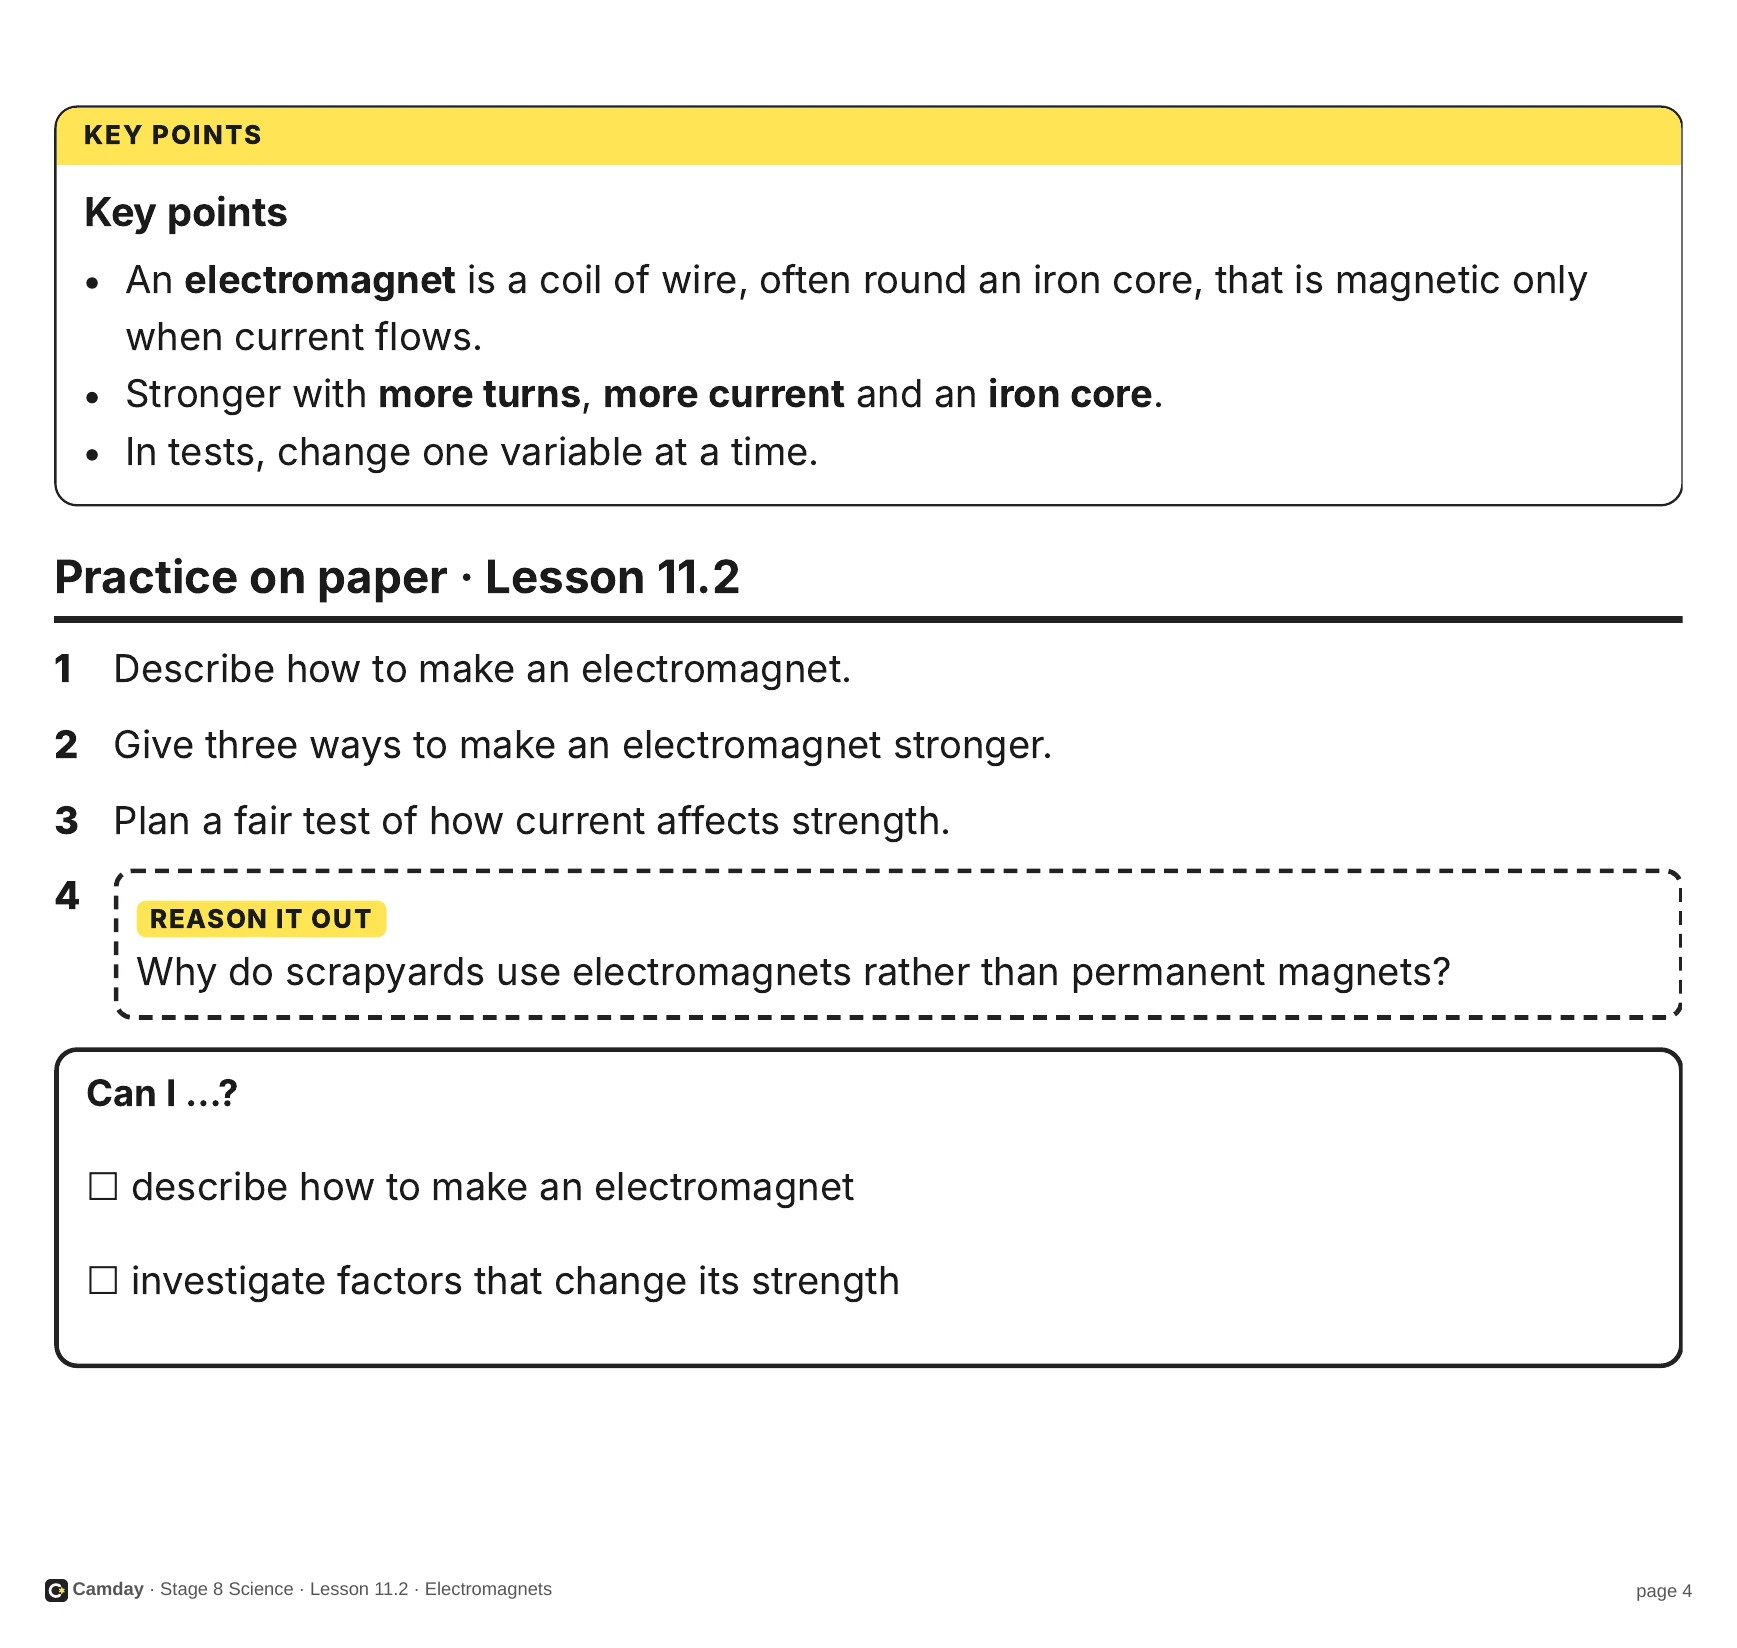 KEY POINTS
Key points
• An electromagnet is a coil of wire, often round an iron core, that is magnetic only
when current flows.
• Stronger with more turns, more current and an iron core.
• In tests, change one variable at a time.
Practice on paper · Lesson 11.2
1 Describe how to make an electromagnet.
2 Give three ways to make an electromagnet stronger.
3 Plan a fair test of how current affects strength.
4
REASON IT OUT
Why do scrapyards use electromagnets rather than permanent magnets?
Can I …?
☐ describe how to make an electromagnet
☐ investigate factors that change its strength
Camday · Stage 8 Science · Lesson 11.2 · Electromagnets
page 4